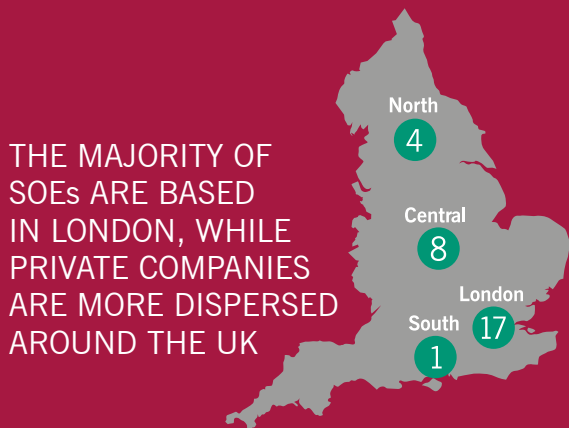 THE MAJORITY OF
SOEs ARE BASED
IN LONDON, WHILE
PRIVATE COMPANIES
ARE MORE DISPERSED
AROUND THE UK
North
4
Central
8
London
17
South
1